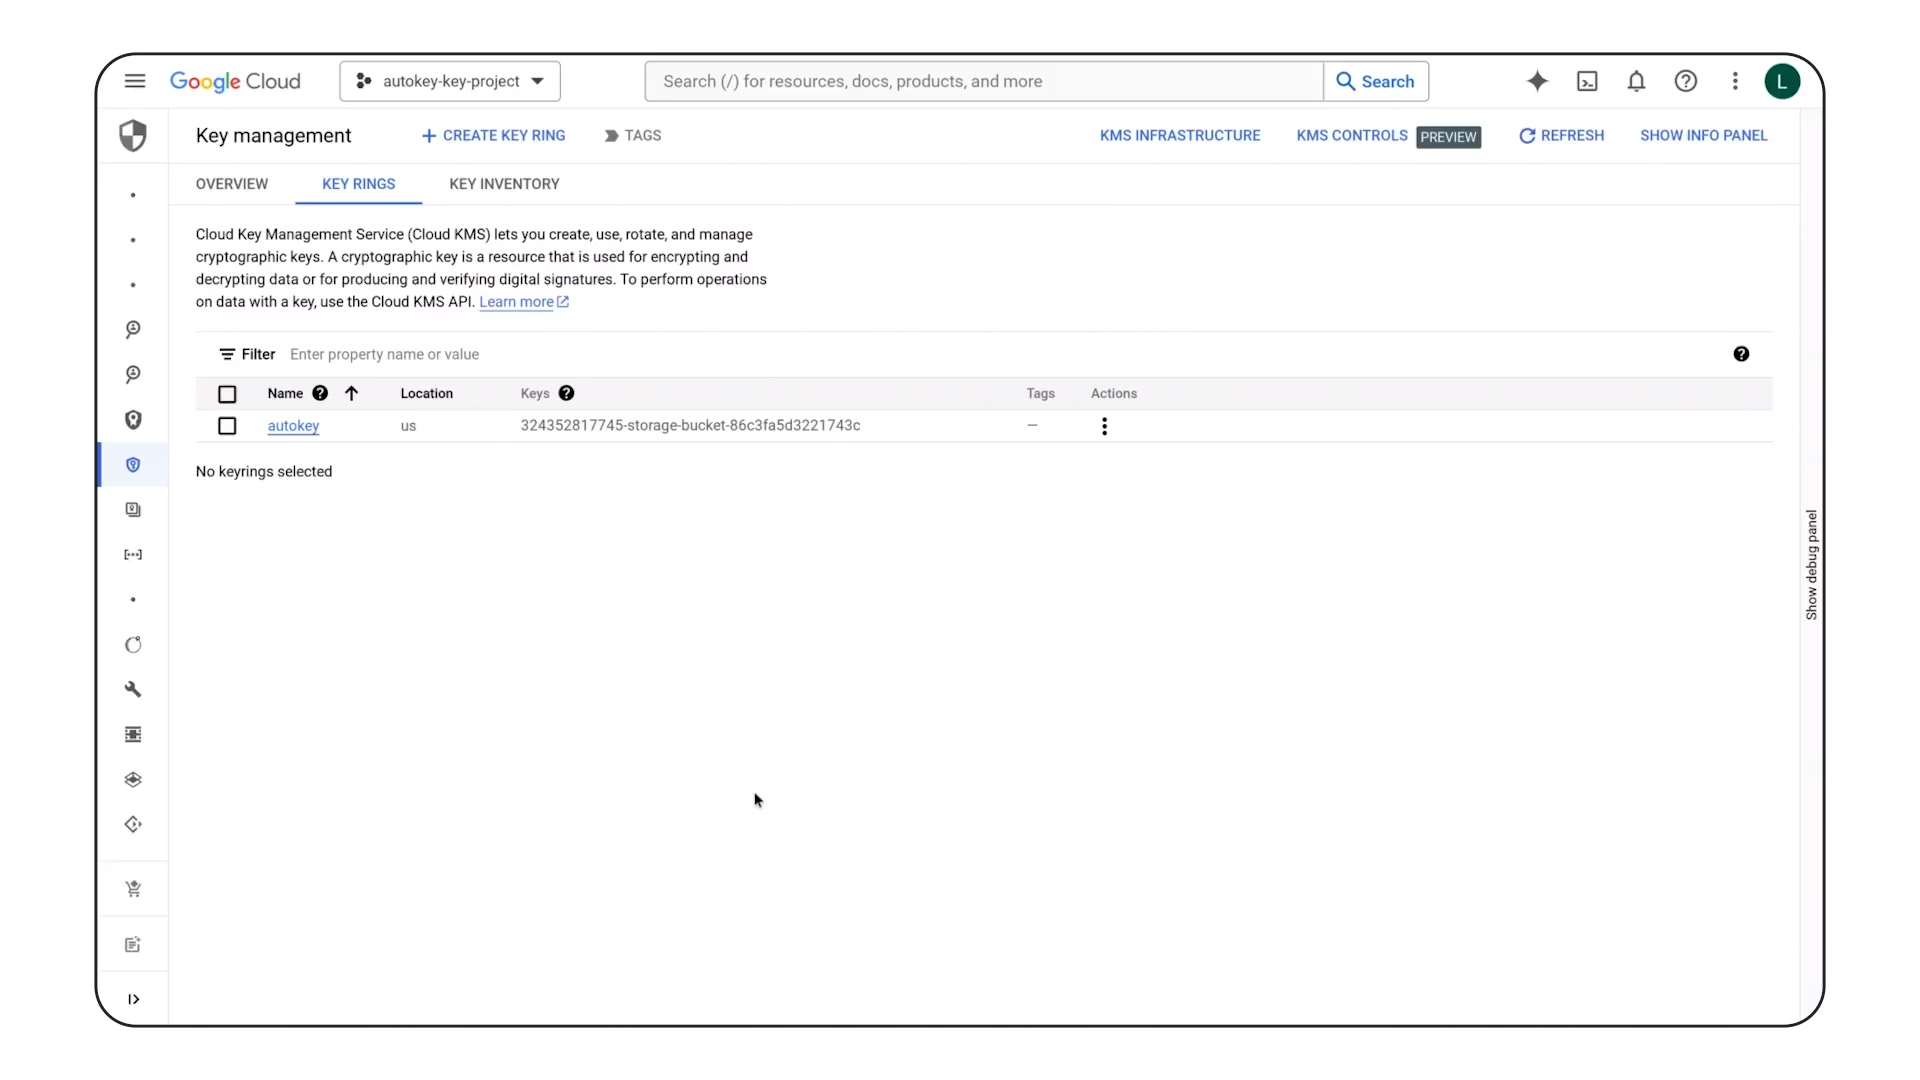 Google Cloud
autokey-key-project
Search (/) for resources, docs, products, and more
Search
L
Key management
CREATE KEY RING
TAGS
KMS INFRASTRUCTURE
KMS CONTROLS
PREVIEW
REFRESH
SHOW INFO PANEL
OVERVIEW
KEY RINGS
KEY INVENTORY
Cloud Key Management Service (Cloud KMS) lets you create, use, rotate, and manage
cryptographic keys. A cryptographic key is a resource that is used for encrypting and
decrypting data or for producing and verifying digital signatures. To perform operations
on data with a key, use the Cloud KMS API. Learn more
Filter Enter property name or value
Name Location Keys Tags Actions
autokey us 324352817745-storage-bucket-86c3fa5d3221743c —
No keyrings selected
Show debug panel